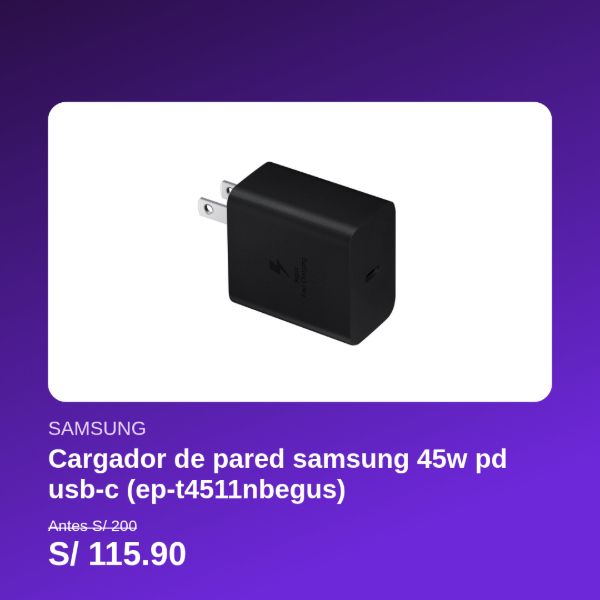 SAMSUNG
Cargador de pared samsung 45w pd
usb-c (ep-t4511nbegus)
Antes S/ 200
S/ 115.90